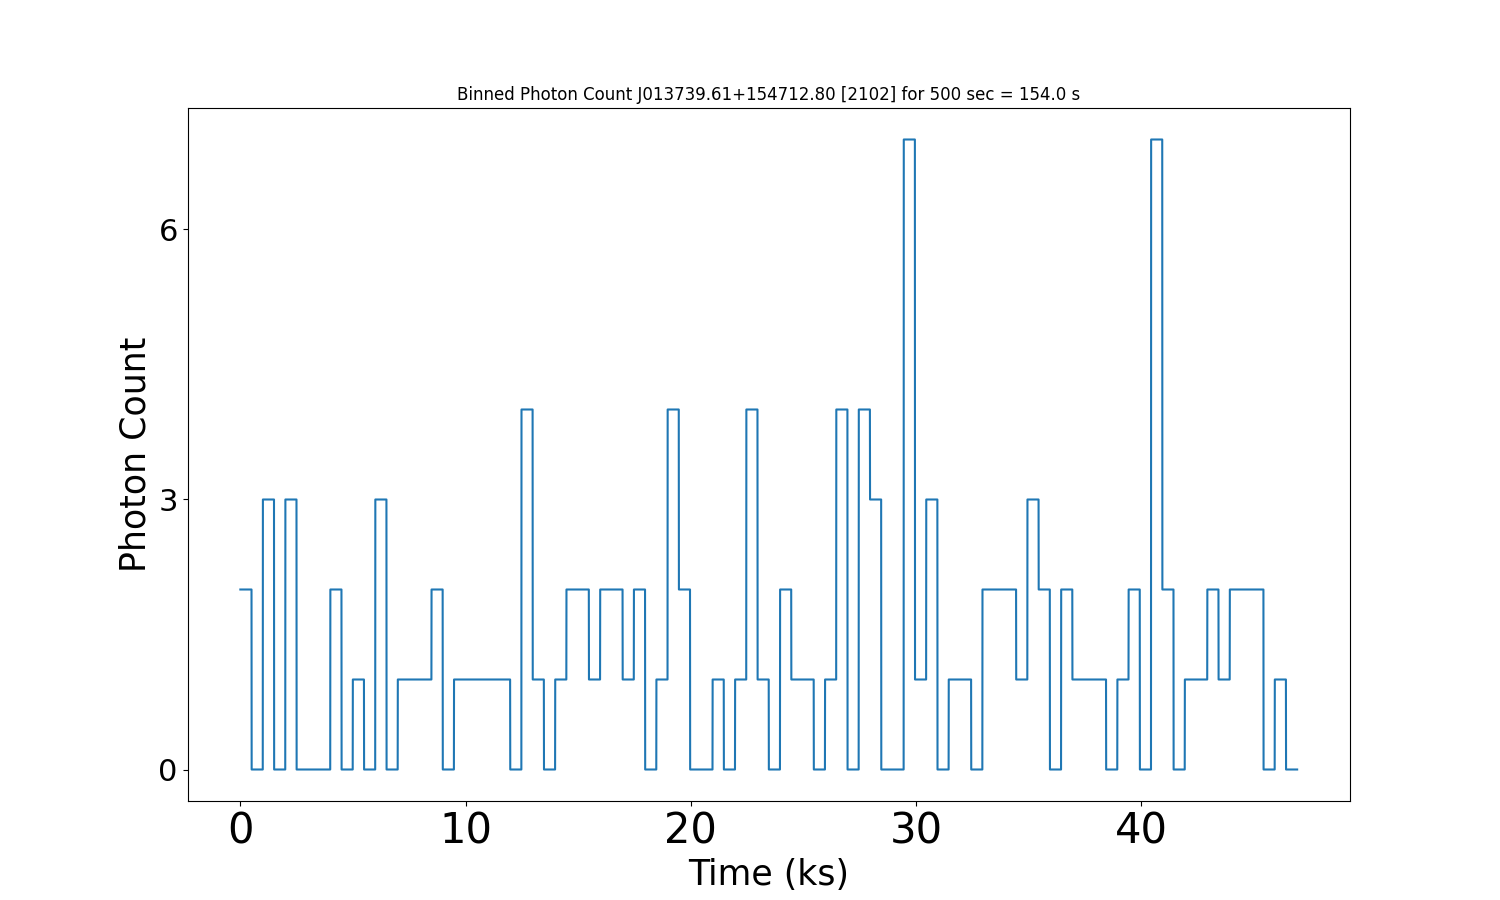 Binned Photon Count J013739.61+154712.80 [2102] for 500 sec = 154.0 s
6
3
0
Photon Count
0 10 20 30 40
Time (ks)